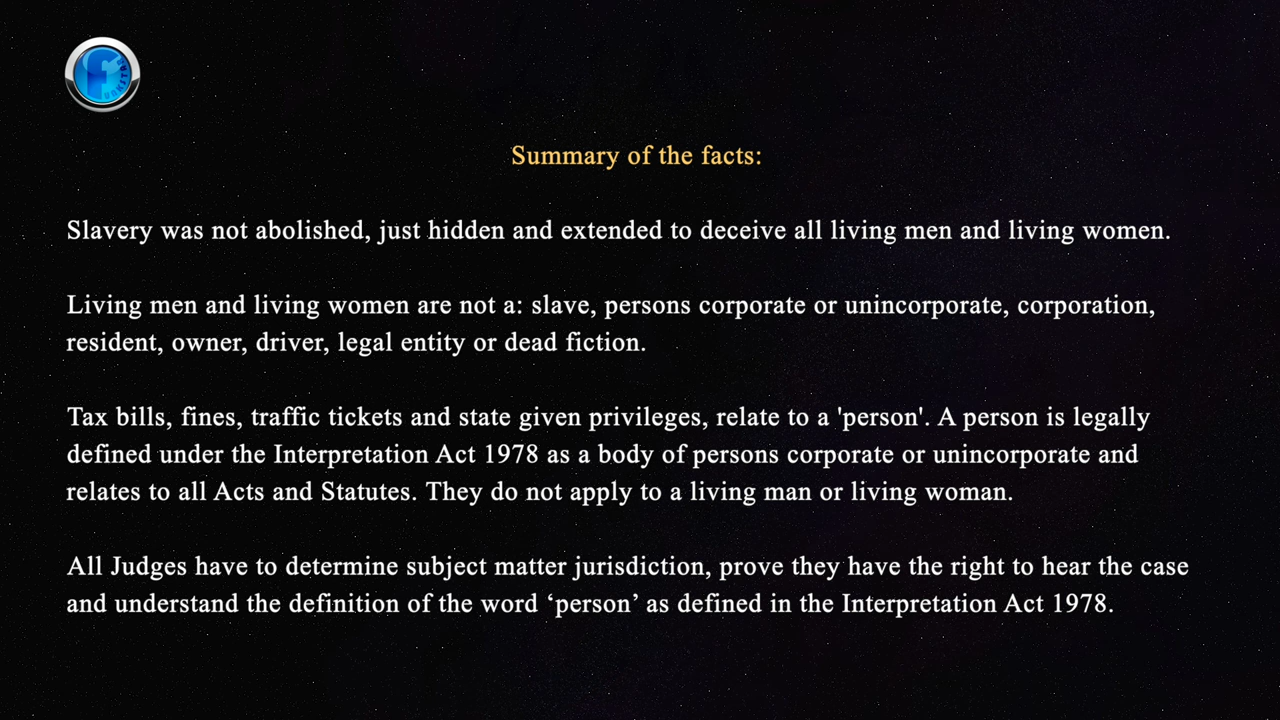 Summary of the facts:
Slavery was not abolished, just hidden and extended to deceive all living men and living women.
Living men and living women are not a: slave, persons corporate or unincorporate, corporation,
resident, owner, driver, legal entity or dead fiction.
Tax bills, fines, traffic tickets and state given privileges, relate to a 'person'. A person is legally
defined under the Interpretation Act 1978 as a body of persons corporate or unincorporate and
relates to all Acts and Statutes. They do not apply to a living man or living woman.
All Judges have to determine subject matter jurisdiction, prove they have the right to hear the case
and understand the definition of the word ‘person’ as defined in the Interpretation Act 1978.